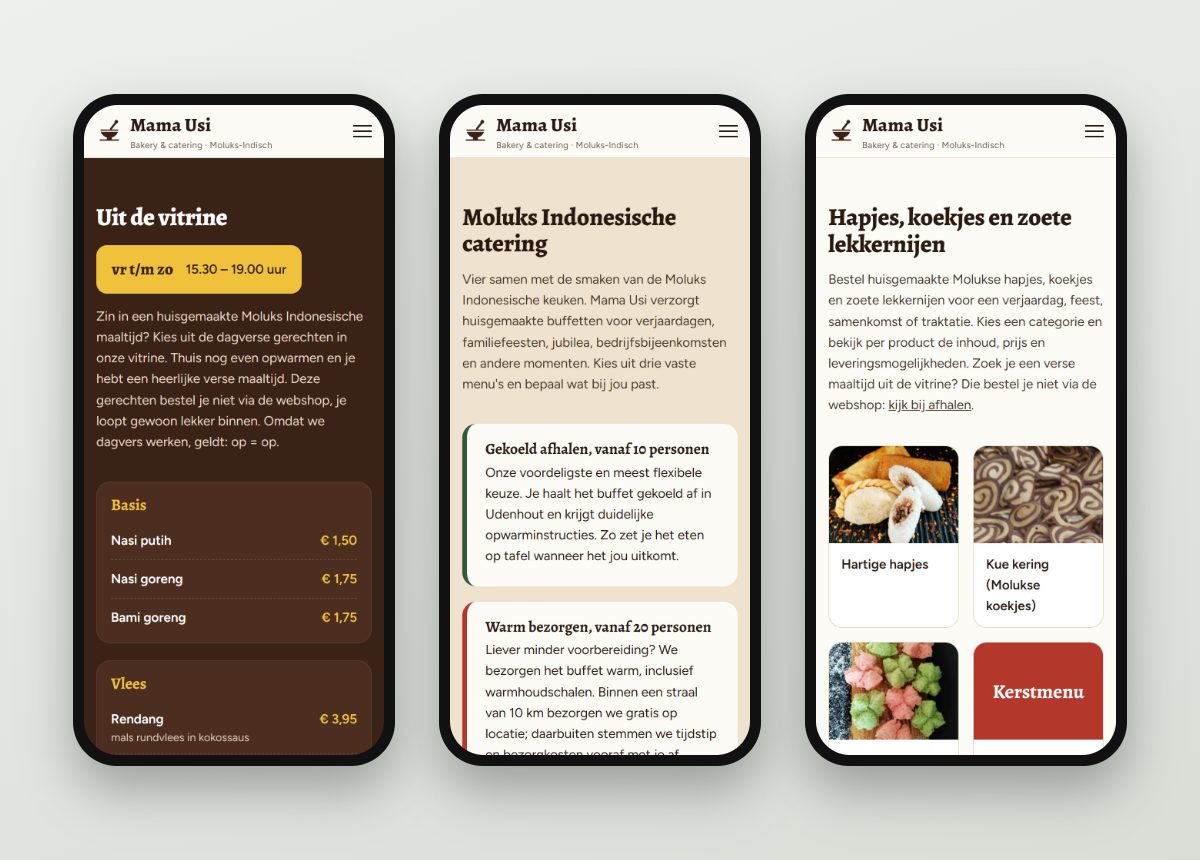 Mama Usi
Bakery & catering · Moluks-Indisch
Uit de vitrine
vr t/m zo 15.30 – 19.00 uur
Zin in een huisgemaakte Moluks Indonesische
maaltijd? Kies uit de dagverse gerechten in
onze vitrine. Thuis nog even opwarmen en je
hebt een heerlijke verse maaltijd. Deze
gerechten bestel je niet via de webshop, je
loopt gewoon lekker binnen. Omdat we
dagvers werken, geldt: op = op.
Basis
Nasi putih € 1,50
Nasi goreng € 1,75
Bami goreng € 1,75
Vlees
Rendang € 3,95
mals rundvlees in kokossaus
Mama Usi
Bakery & catering · Moluks-Indisch
Moluks Indonesische
catering
Vier samen met de smaken van de Moluks
Indonesische keuken. Mama Usi verzorgt
huisgemaakte buffetten voor verjaardagen,
familiefeesten, jubilea, bedrijfsbijeenkomsten
en andere momenten. Kies uit drie vaste
menu's en bepaal wat bij jou past.
Gekoeld afhalen, vanaf 10 personen
Onze voordeligste en meest flexibele
keuze. Je haalt het buffet gekoeld af in
Udenhout en krijgt duidelijke
opwarminstructies. Zo zet je het eten
op tafel wanneer het jou uitkomt.
Warm bezorgen, vanaf 20 personen
Liever minder voorbereiding? We
bezorgen het buffet warm, inclusief
warmhoudschalen. Binnen een straal
van 10 km bezorgen we gratis op
locatie; daarbuiten stemmen we tijdstip
en bezorgkosten vooraf met je af.
Mama Usi
Bakery & catering · Moluks-Indisch
Hapjes, koekjes en zoete
lekkernijen
Bestel huisgemaakte Molukse hapjes, koekjes
en zoete lekkernijen voor een verjaardag, feest,
samenkomst of traktatie. Kies een categorie en
bekijk per product de inhoud, prijs en
leveringsmogelijkheden. Zoek je een verse
maaltijd uit de vitrine? Die bestel je niet via de
webshop: kijk bij afhalen.
Hartige hapjes
Kue kering
(Molukse
koekjes)
Kerstmenu